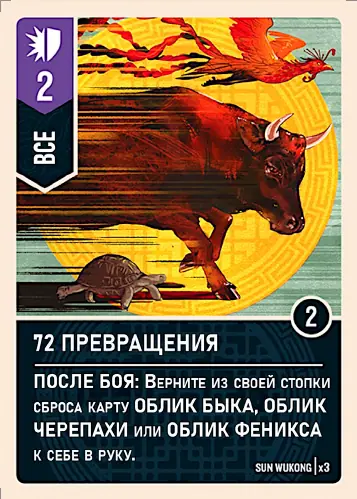 2
ВСЕ
2
72 ПРЕВРАЩЕНИЯ
ПОСЛЕ БОЯ: Верните из своей стопки
сброса карту ОБЛИК БЫКА, ОБЛИК
ЧЕРЕПАХИ или ОБЛИК ФЕНИКСА
к себе в руку.
SUN WUKONG | x3